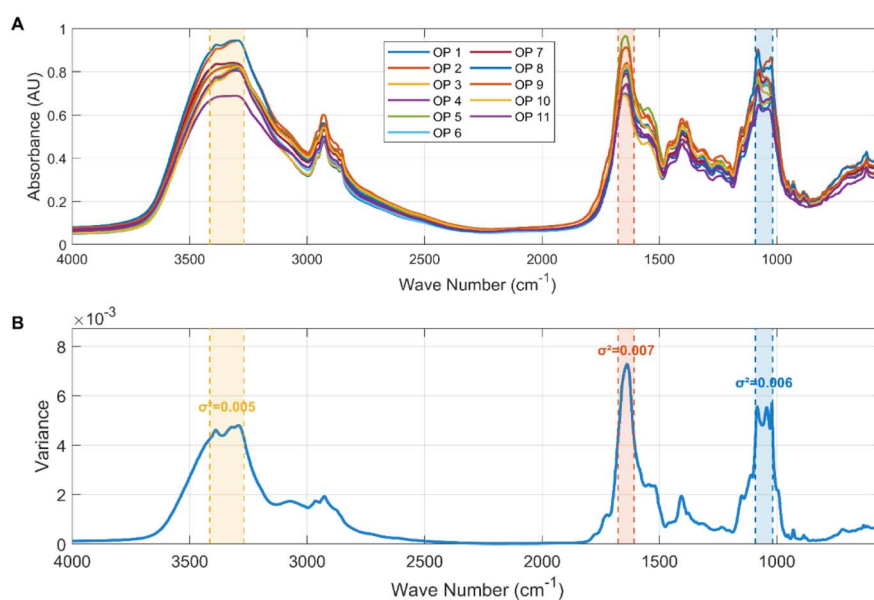 A
Absorbance (AU)
1
0.8
0.6
0.4
0.2
0
OP 1
OP 7
OP 2
OP 8
OP 3
OP 9
OP 4
OP 10
OP 5
OP 11
OP 6
4000 3500 3000 2500 2000 1500 1000
Wave Number (cm⁻¹)
B
×10⁻³
Variance
8
6
4
2
0
σ²=0.005
σ²=0.007
σ²=0.006
4000 3500 3000 2500 2000 1500 1000
Wave Number (cm⁻¹)